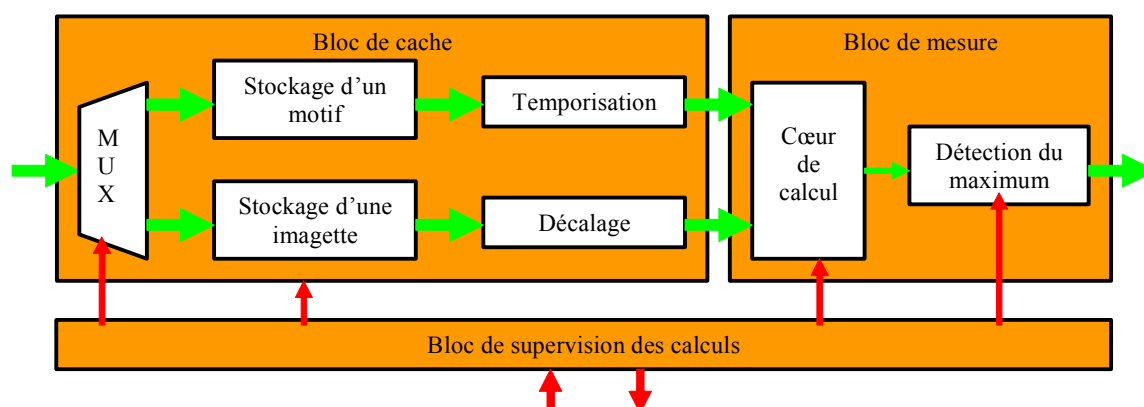 Bloc de cache
Bloc de mesure
M
U
X
Stockage d’un
motif
Temporisation
Stockage d’une
imagette
Décalage
Cœur
de
calcul
Détection du
maximum
Bloc de supervision des calculs